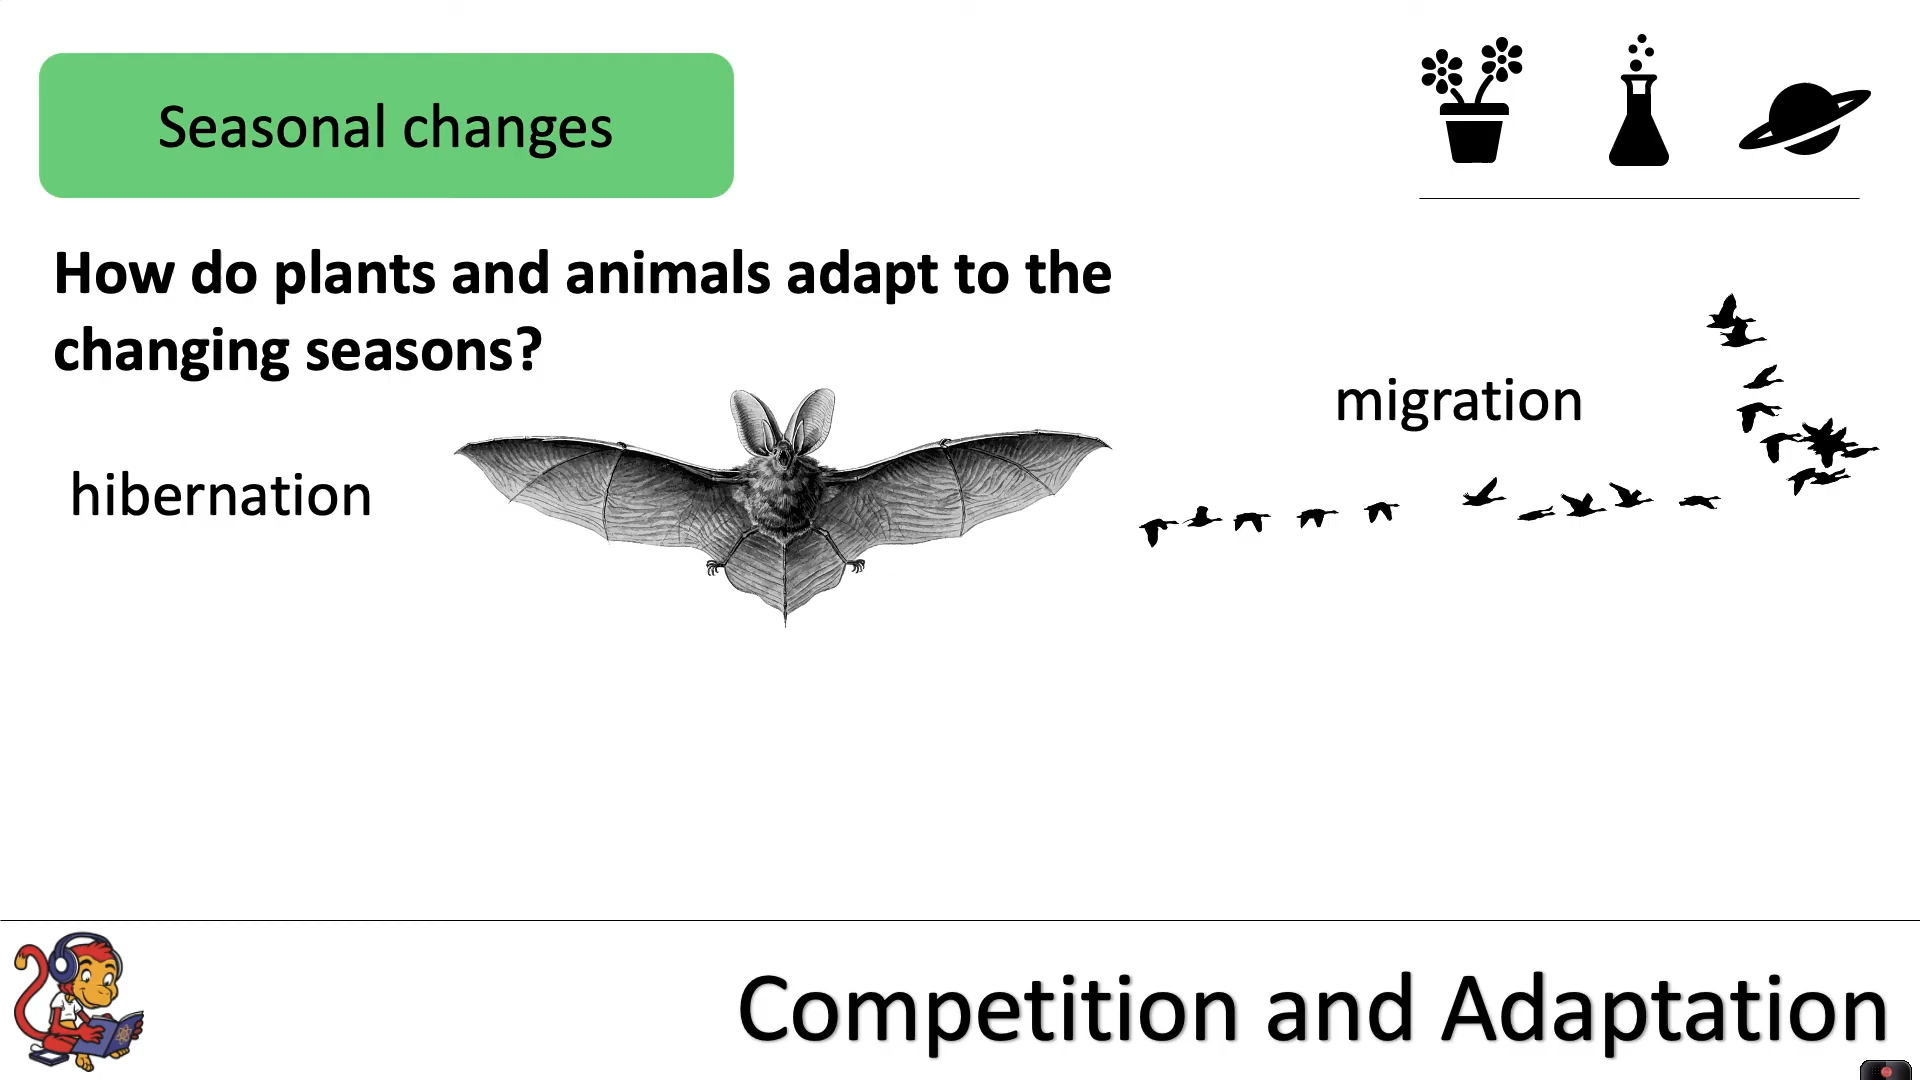 Seasonal changes
How do plants and animals adapt to the
changing seasons?
migration
hibernation
Competition and Adaptation